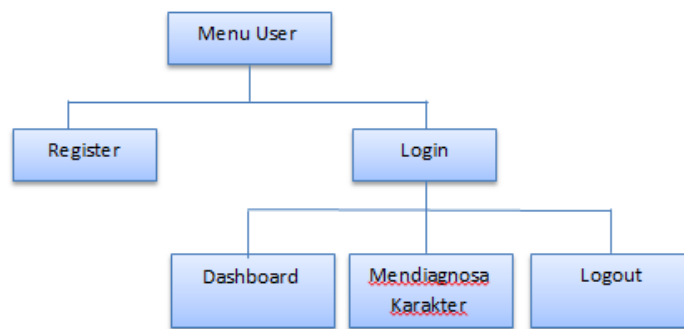 Menu User
Register
Login
Dashboard
Mendiagnosa
Karakter
Logout